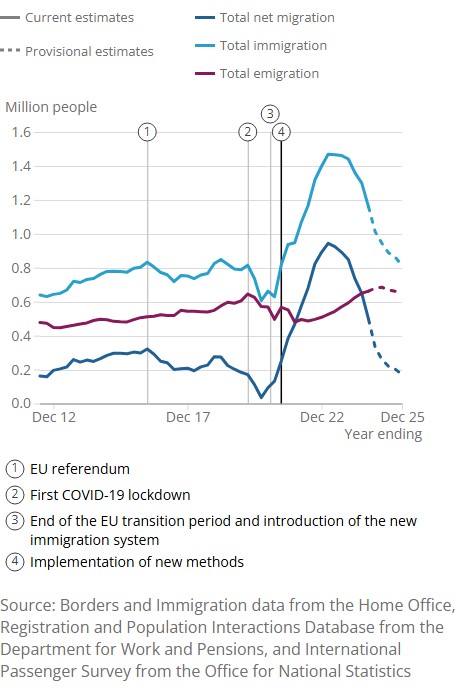 Current estimates
Provisional estimates
Total net migration
Total immigration
Total emigration
Million people
1.6
1.4
1.2
1.0
0.8
0.6
0.4
0.2
0.0
1
2
3
4
Dec 12
Dec 17
Dec 22
Dec 25
Year ending
1 EU referendum
2 First COVID-19 lockdown
3 End of the EU transition period and introduction of the new
immigration system
4 Implementation of new methods
Source: Borders and Immigration data from the Home Office,
Registration and Population Interactions Database from the
Department for Work and Pensions, and International
Passenger Survey from the Office for National Statistics